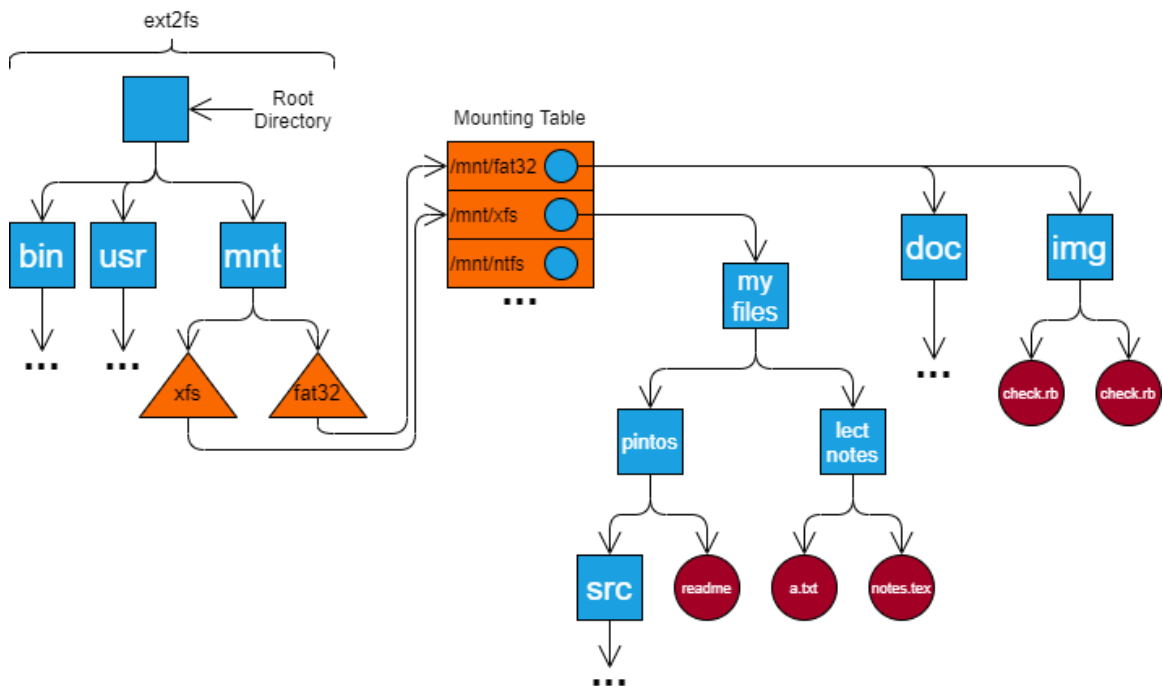 ext2fs
Root
Directory
Mounting Table
/mnt/fat32
/mnt/xfs
/mnt/ntfs
...
bin
usr
mnt
doc
img
my
files
...
...
xfs
fat32
...
check.rb
check.rb
pintos
lect
notes
src
readme
a.txt
notes.tex
...